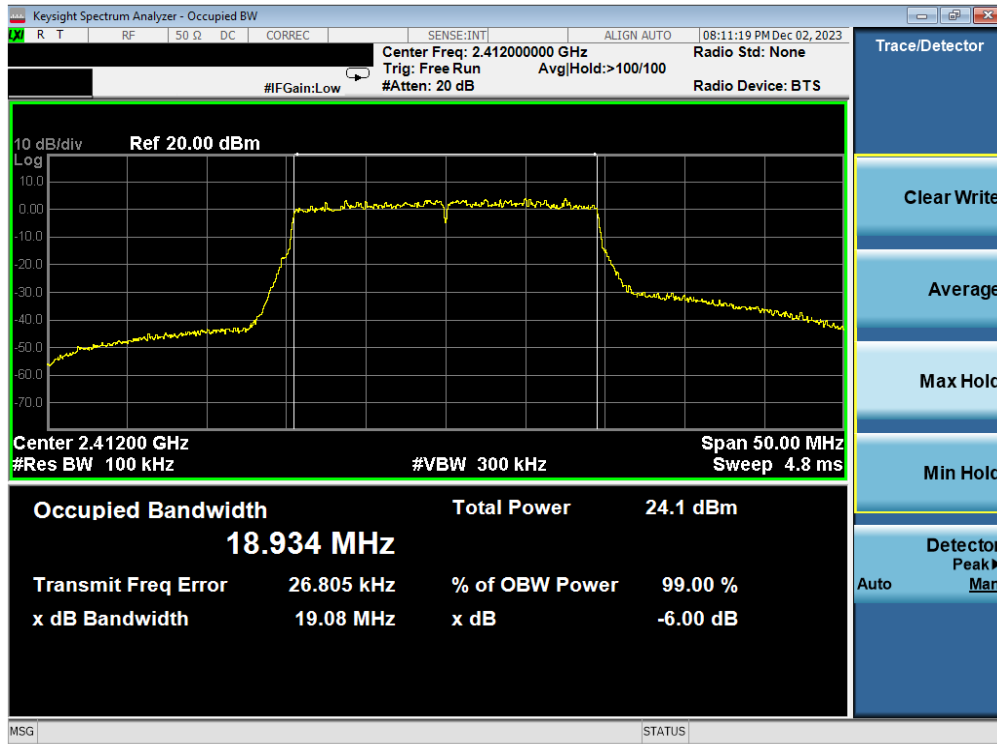 Keysight Spectrum Analyzer - Occupied BW
LXI R T RF 50 Ω DC CORREC SENSE:INT ALIGN AUTO 08:11:19 PM Dec 02, 2023
Center Freq: 2.412000000 GHz Radio Std: None
Trig: Free Run Avg|Hold:>100/100
#IFGain:Low #Atten: 20 dB Radio Device: BTS
Trace/Detector
10 dB/div Ref 20.00 dBm
Log
10.0
0.00
-10.0
-20.0
-30.0
-40.0
-50.0
-60.0
-70.0
Center 2.41200 GHz Span 50.00 MHz
#Res BW 100 kHz #VBW 300 kHz Sweep 4.8 ms
Occupied Bandwidth Total Power 24.1 dBm
18.934 MHz
Transmit Freq Error 26.805 kHz % of OBW Power 99.00 %
x dB Bandwidth 19.08 MHz x dB -6.00 dB
Clear Write
Average
Max Hold
Min Hold
Detector
Peak
Auto Man
MSG STATUS